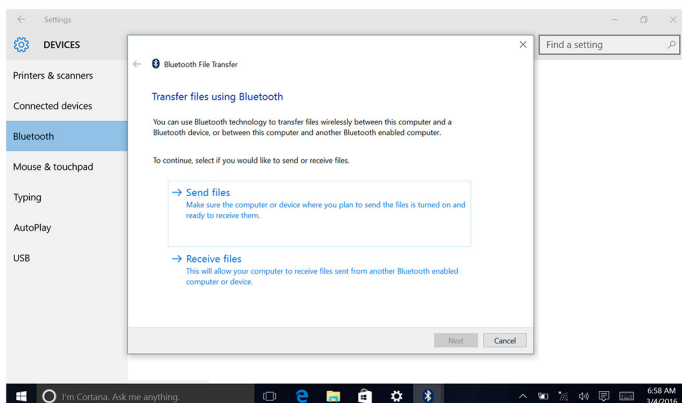 Settings
DEVICES
Find a setting
Printers & scanners
Connected devices
Bluetooth
Mouse & touchpad
Typing
AutoPlay
USB
Bluetooth File Transfer
Transfer files using Bluetooth
You can use Bluetooth technology to transfer files wirelessly between this computer and a
Bluetooth device, or between this computer and another Bluetooth enabled computer.
To continue, select if you would like to send or receive files.
Send files
Make sure the computer or device where you plan to send the files is turned on and
ready to receive them.
Receive files
This will allow your computer to receive files sent from another Bluetooth enabled
computer or device.
Next
Cancel
I'm Cortana. Ask me anything.
6:58 AM
3/4/2016